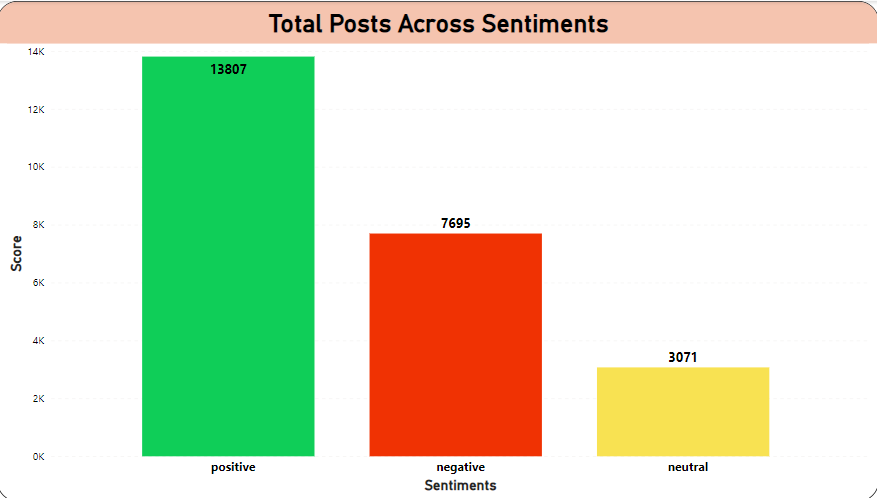 Total Posts Across Sentiments
14K
12K
10K
8K
6K
4K
2K
0K
Score
13807
7695
3071
positive
negative
neutral
Sentiments